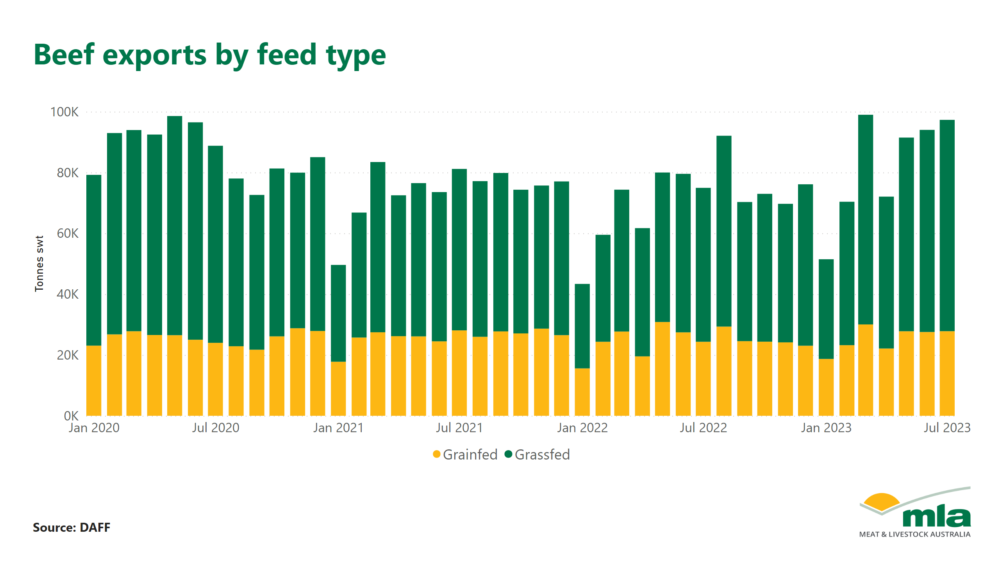 Beef exports by feed type
100K
80K
60K
40K
20K
0K
Tonnes swt
Jan 2020 Jul 2020 Jan 2021 Jul 2021 Jan 2022 Jul 2022 Jan 2023 Jul 2023
Grainfed Grassfed
Source: DAFF
mla
MEAT & LIVESTOCK AUSTRALIA